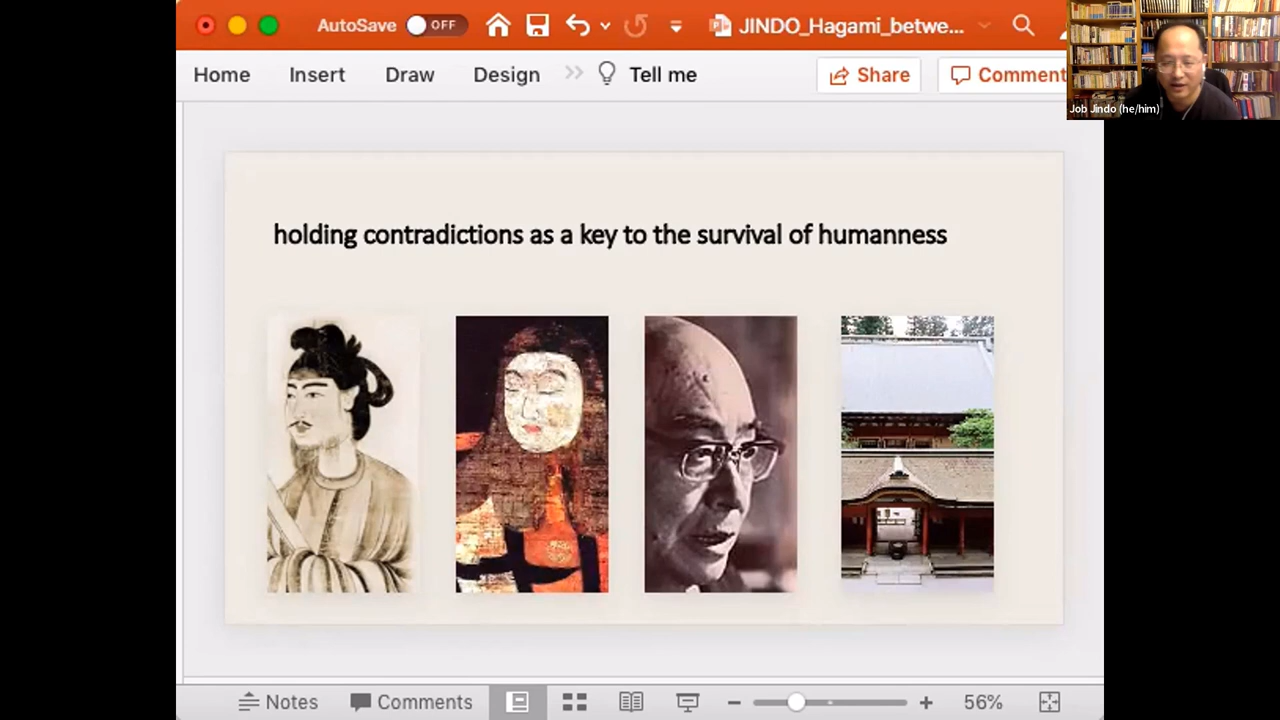 AutoSave OFF JINDO_Hagami_betwe...
Home Insert Draw Design Tell me Share Comment
Job Jindo (he/him)
holding contradictions as a key to the survival of humanness
Notes Comments 56%